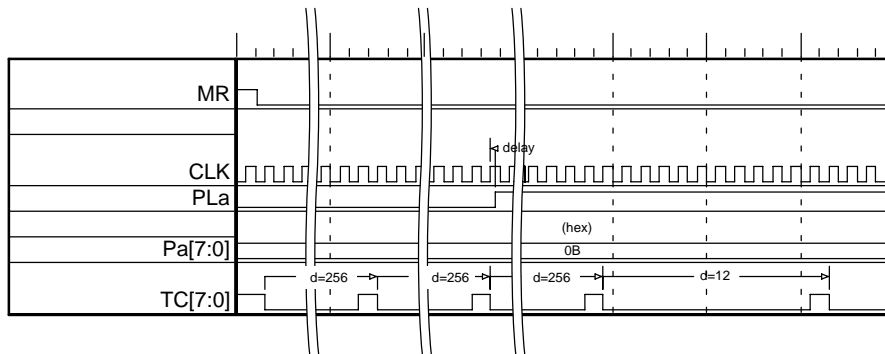 MR
delay
CLK
PLa
(hex)
Pa[7:0]
0B
d=256
d=256
d=256
d=12
TC[7:0]